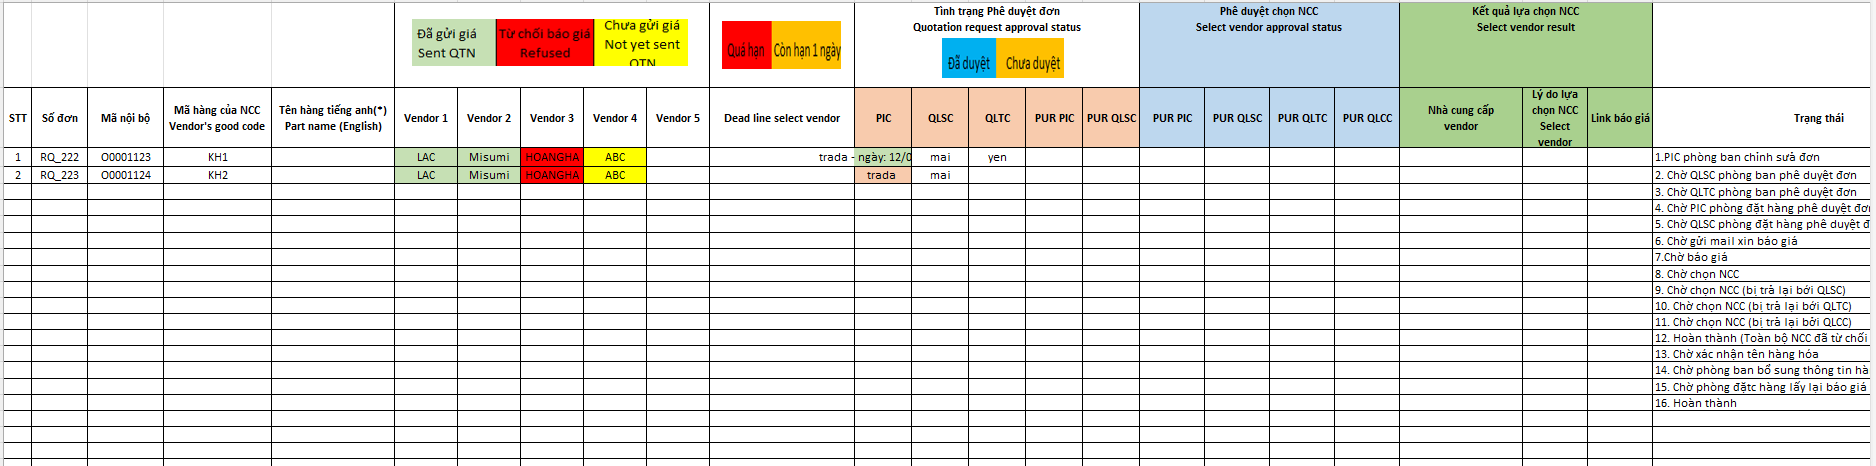 Đã gửi giá
Sent QTN
Từ chối báo giá
Refused
Chưa gửi giá
Not yet sent
QTN
Quá hạn
Còn hạn 1 ngày
Tình trạng Phê duyệt đơn
Quotation request approval status
Đã duyệt
Chưa duyệt
Phê duyệt chọn NCC
Select vendor approval status
Kết quả lựa chọn NCC
Select vendor result
STT
Số đơn
Mã nội bộ
Mã hàng của NCC
Vendor's good code
Tên hàng tiếng anh(*)
Part name (English)
Vendor 1
Vendor 2
Vendor 3
Vendor 4
Vendor 5
Dead line select vendor
PIC
QLSC
QLTC
PUR PIC
PUR QLSC
PUR PIC
PUR QLSC
PUR QLTC
PUR QLCC
Nhà cung cấp
vendor
Lý do lựa
chọn NCC
Select
vendor
Link báo giá
Trạng thái
1 RQ_222 O0001123 KH1 LAC Misumi HOANGHA ABC trada - ngày: 12/0 mai yen
2 RQ_223 O0001124 KH2 LAC Misumi HOANGHA ABC trada mai
1.PIC phòng ban chỉnh sửa đơn
2. Chờ QLSC phòng ban phê duyệt đơn
3. Chờ QLTC phòng ban phê duyệt đơn
4. Chờ PIC phòng đặt hàng phê duyệt đơn
5. Chờ QLSC phòng đặt hàng phê duyệt đ
6. Chờ gửi mail xin báo giá
7.Chờ báo giá
8. Chờ chọn NCC
9. Chờ chọn NCC (bị trả lại bới QLSC)
10. Chờ chọn NCC (bị trả lại bới QLTC)
11. Chờ chọn NCC (bị trả lại bởi QLCC)
12. Hoàn thành (Toàn bộ NCC đã từ chối
13. Chờ xác nhận tên hàng hóa
14. Chờ phòng ban bổ sung thông tin hà
15. Chờ phòng đặtc hàng lấy lại báo giá
16. Hoàn thành